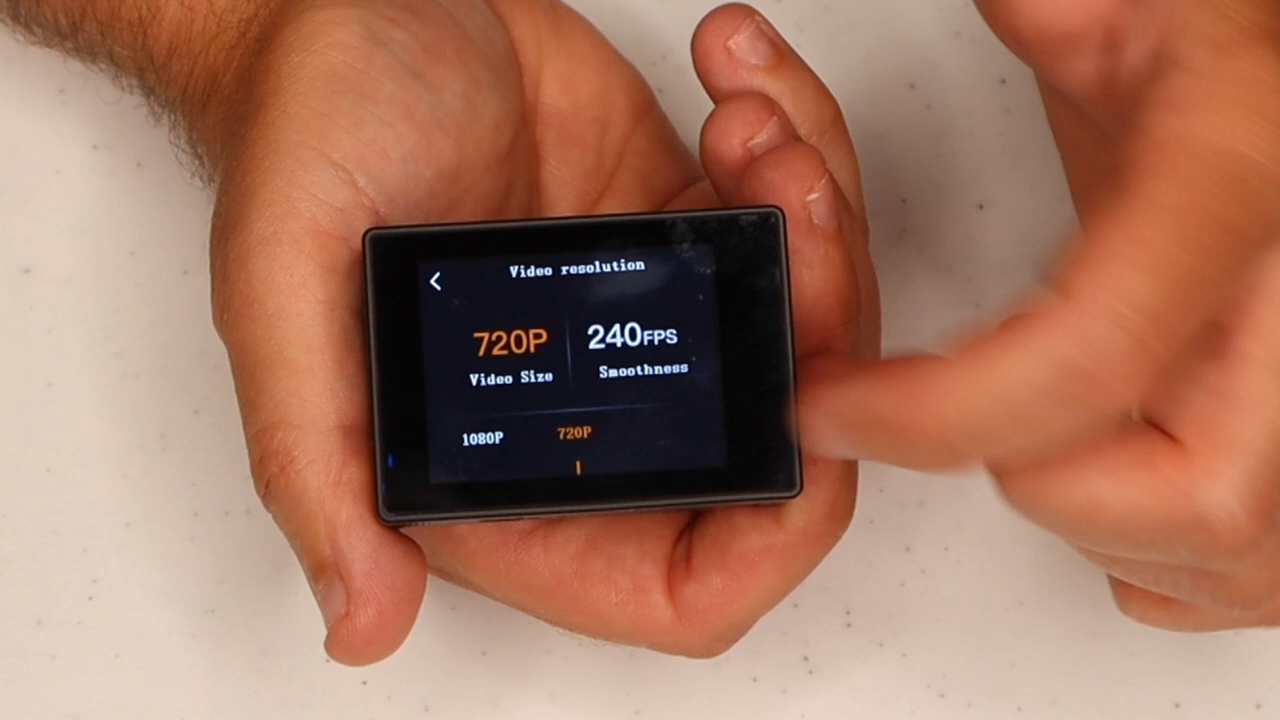 Video resolution
720P
240FPS
Video Size
Smoothness
1080P
720P